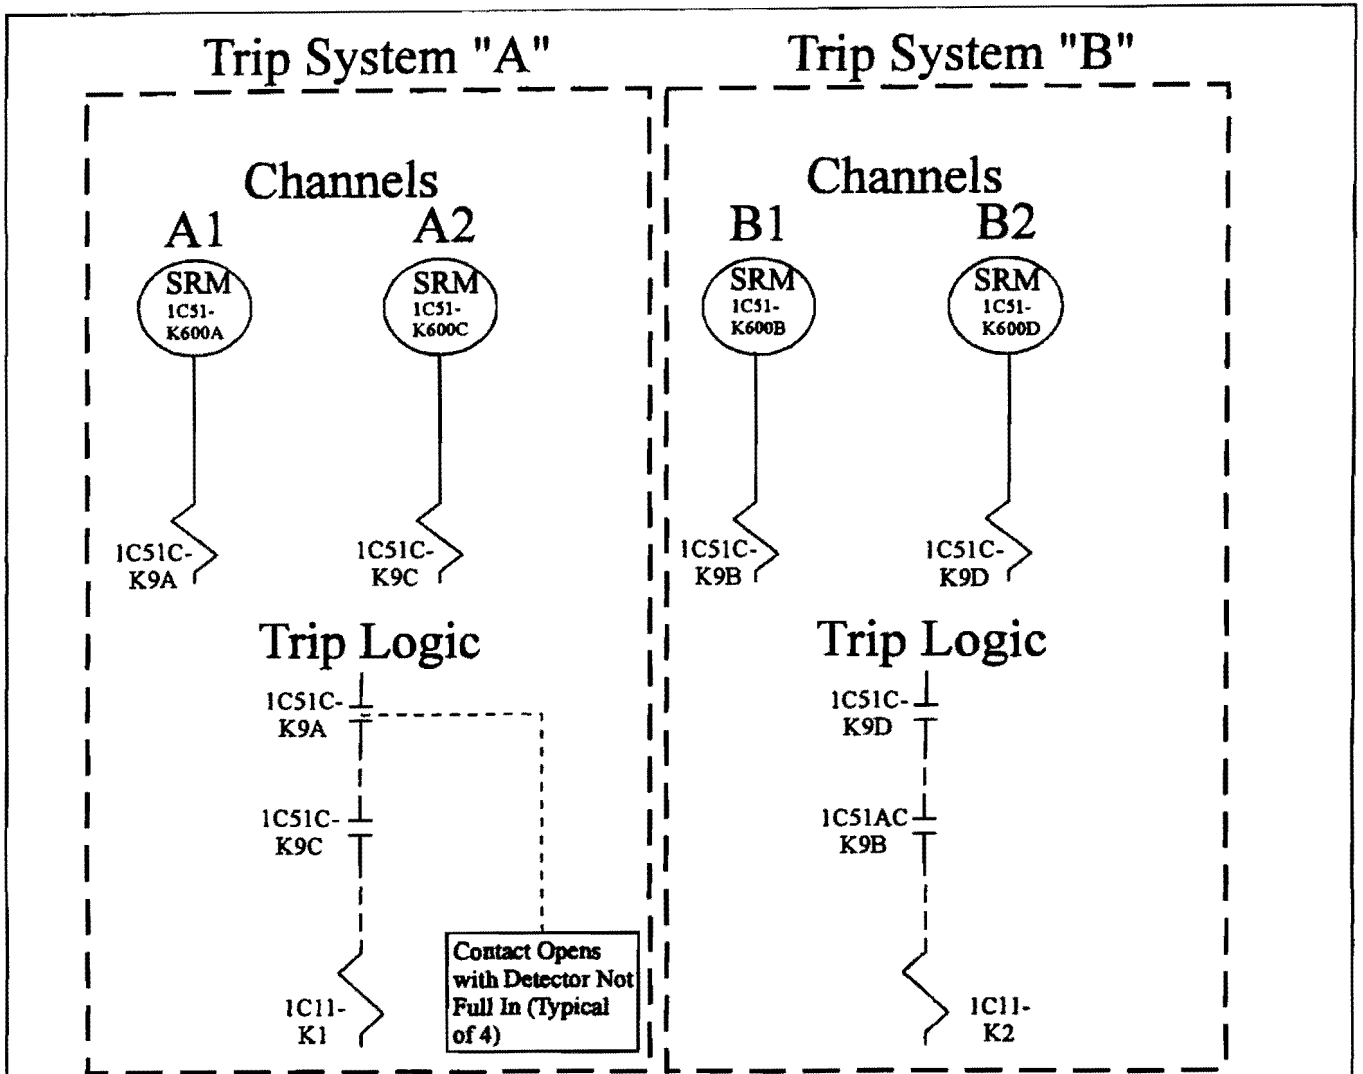 Trip System "A"
Trip System "B"
Channels
A1
A2
SRM
1C51-
K600A
SRM
1C51-
K600C
1C51C-
K9A
1C51C-
K9C
Trip Logic
1C51C-
K9A
1C51C-
K9C
1C11-
K1
Contact Opens
with Detector Not
Full In (Typical
of 4)
Channels
B1
B2
SRM
1C51-
K600B
SRM
1C51-
K600D
1C51C-
K9B
1C51C-
K9D
Trip Logic
1C51C-
K9D
1C51AC
K9B
1C11-
K2